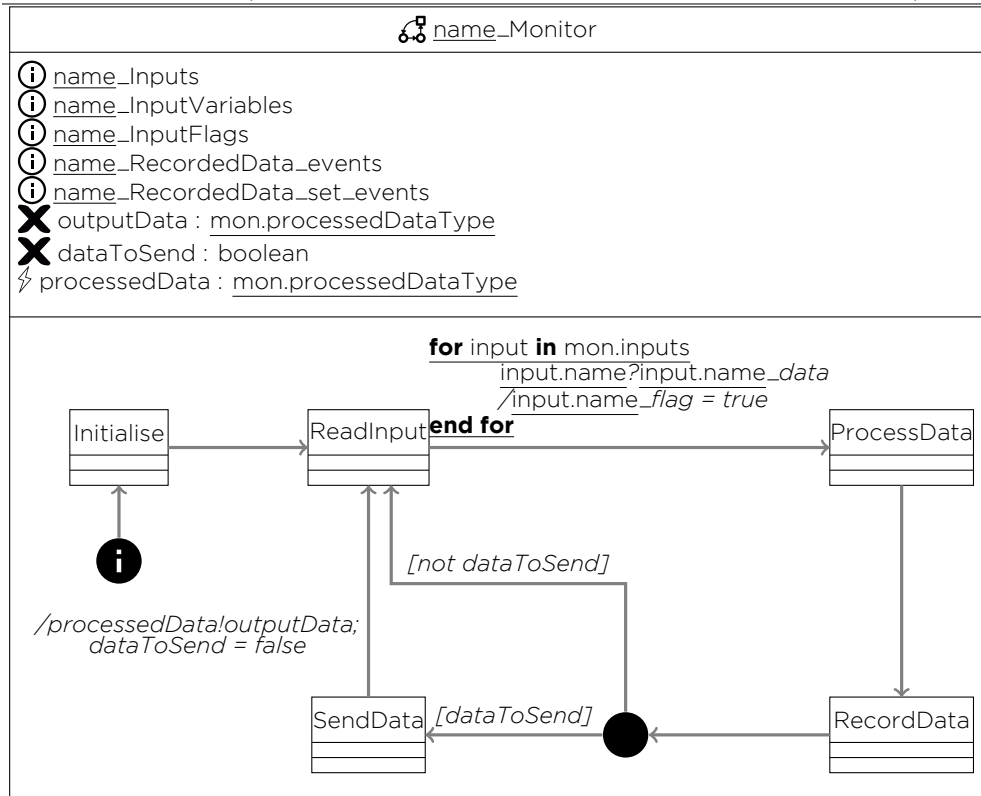 name_Monitor
i name_Inputs
i name_InputVariables
i name_InputFlags
i name_RecordedData_events
i name_RecordedData_set_events
outputData : mon.processedDataType
dataToSend : boolean
processedData : mon.processedDataType
for input in mon.inputs
input.name?input.name_data
/input.name_flag = true
end for
Initialise
ReadInput
ProcessData
i
[not dataToSend]
/processedData!outputData;
dataToSend = false
SendData
[dataToSend]
RecordData